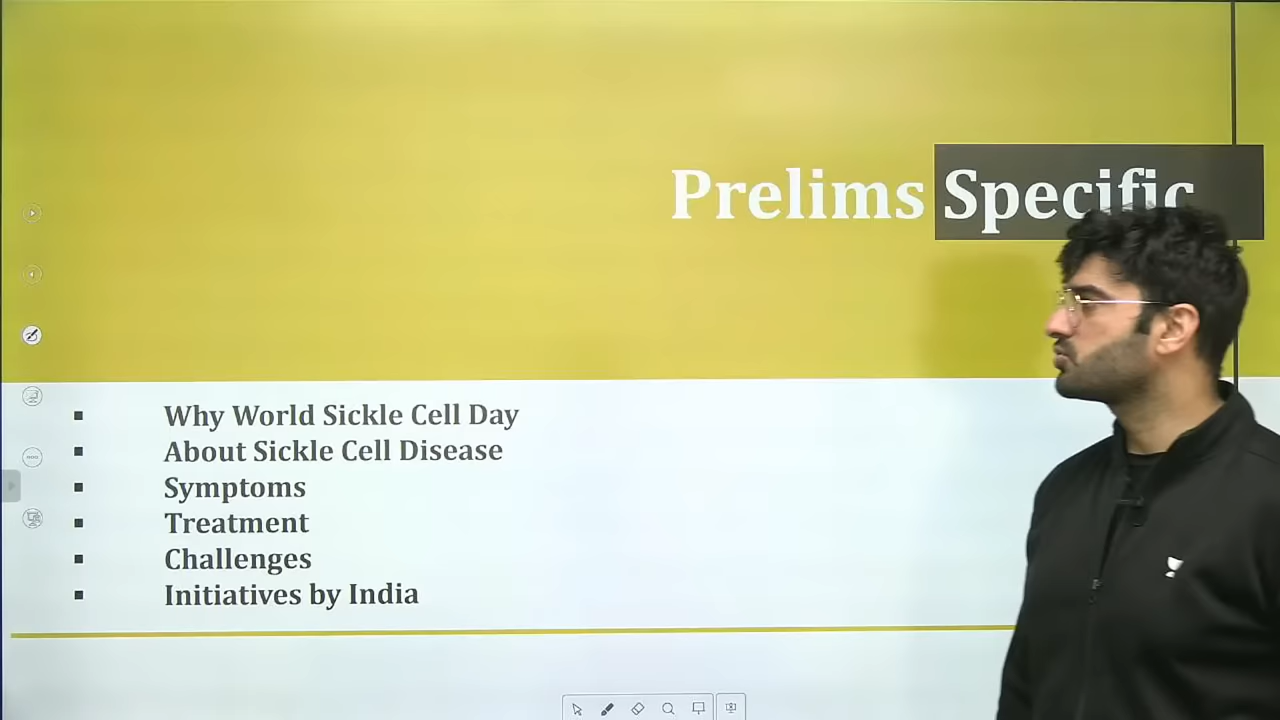 Prelims Specific
Why World Sickle Cell Day
About Sickle Cell Disease
Symptoms
Treatment
Challenges
Initiatives by India